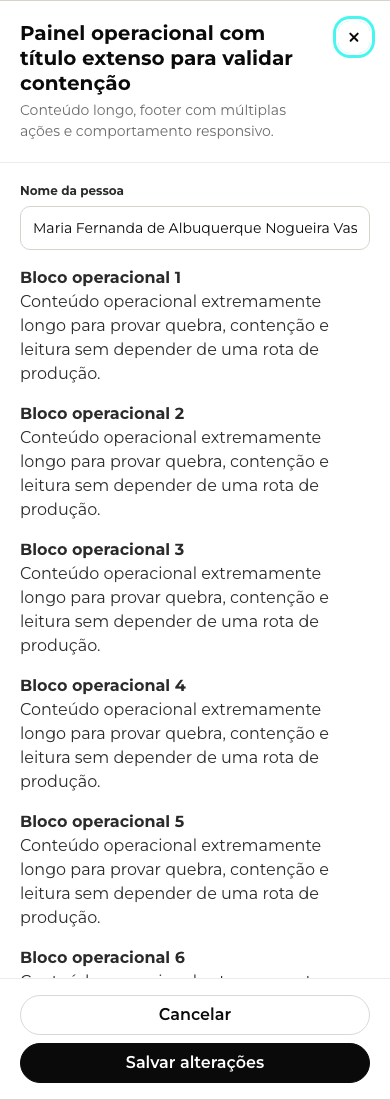 Painel operacional com
título extenso para validar
contenção
Conteúdo longo, footer com múltiplas
ações e comportamento responsivo.
Nome da pessoa
Maria Fernanda de Albuquerque Nogueira Vas
Bloco operacional 1
Conteúdo operacional extremamente
longo para provar quebra, contenção e
leitura sem depender de uma rota de
produção.
Bloco operacional 2
Conteúdo operacional extremamente
longo para provar quebra, contenção e
leitura sem depender de uma rota de
produção.
Bloco operacional 3
Conteúdo operacional extremamente
longo para provar quebra, contenção e
leitura sem depender de uma rota de
produção.
Bloco operacional 4
Conteúdo operacional extremamente
longo para provar quebra, contenção e
leitura sem depender de uma rota de
produção.
Bloco operacional 5
Conteúdo operacional extremamente
longo para provar quebra, contenção e
leitura sem depender de uma rota de
produção.
Bloco operacional 6
Cancelar
Salvar alterações